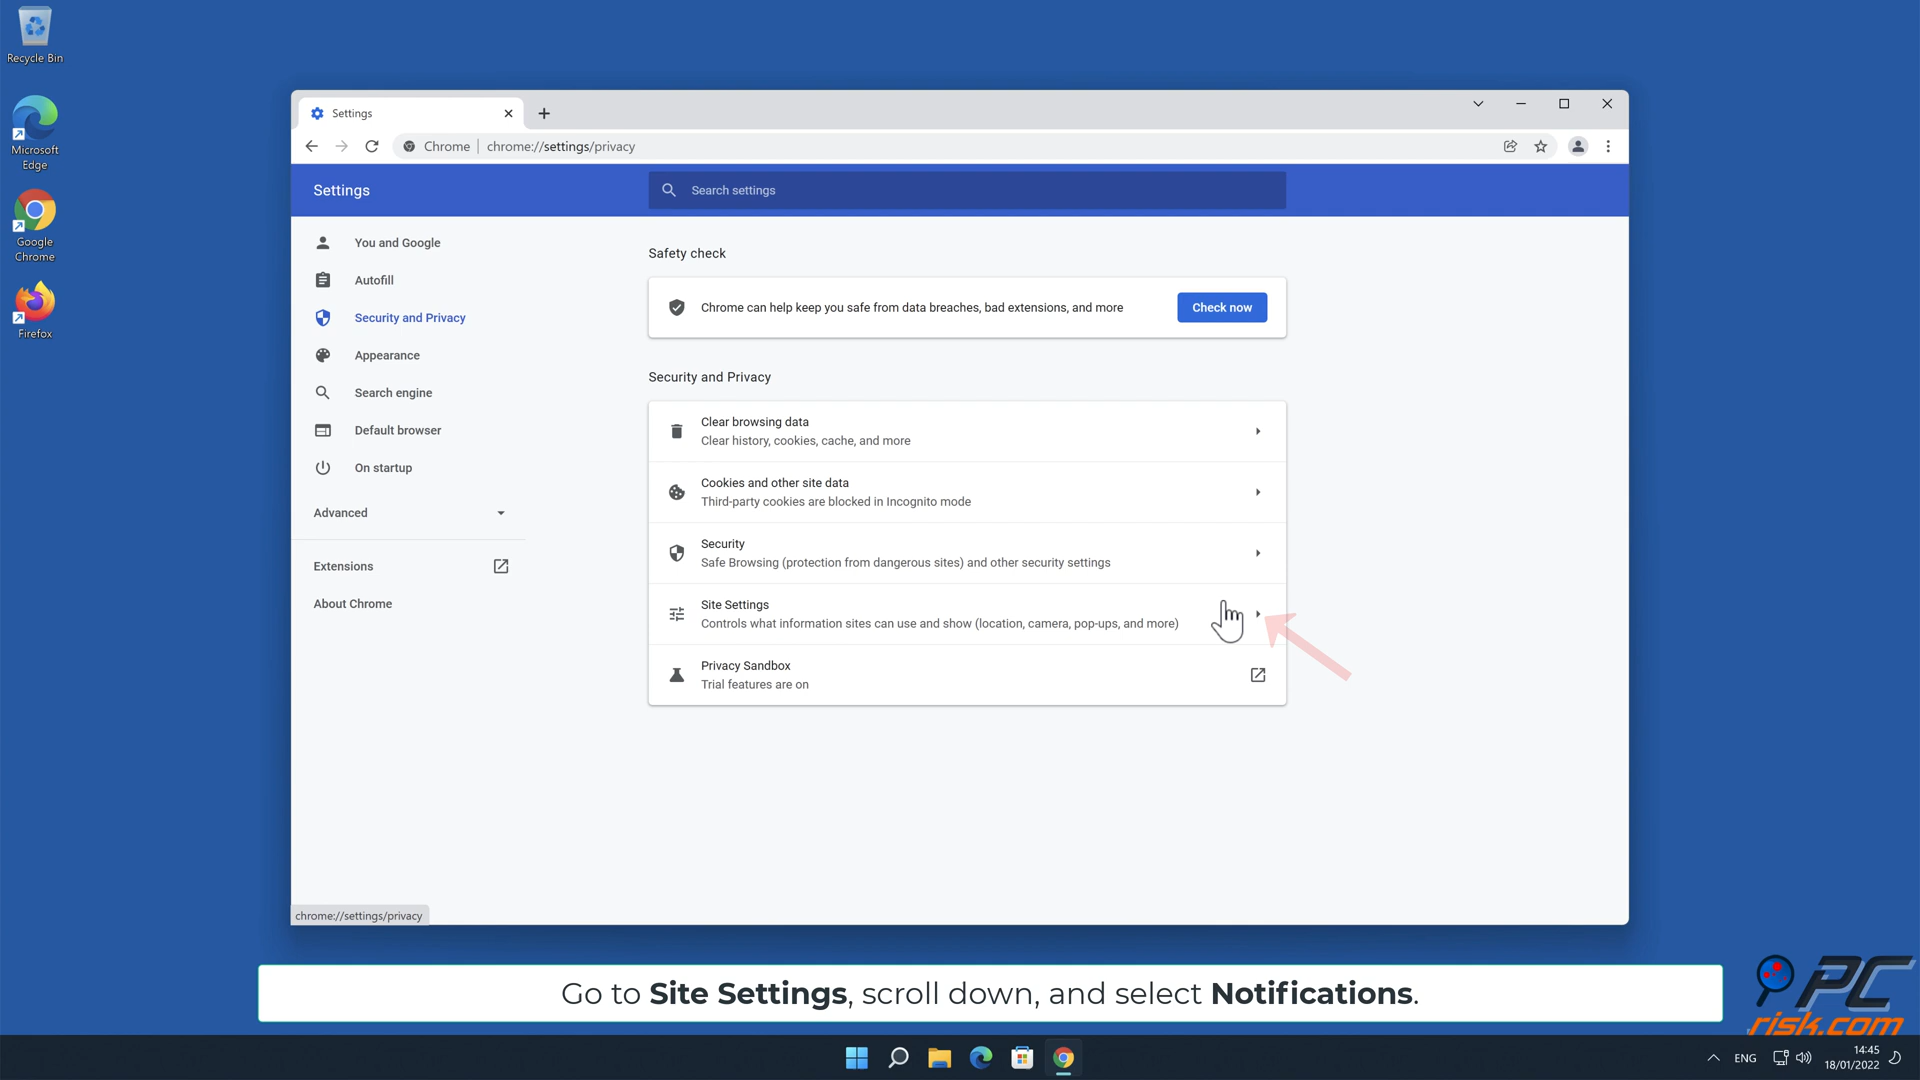 Recycle Bin
Microsoft
Edge
Google
Chrome
Firefox
Settings
Chrome
chrome://settings/privacy
Settings
Search settings
You and Google
Autofill
Security and Privacy
Appearance
Search engine
Default browser
On startup
Advanced
Extensions
About Chrome
Safety check
Chrome can help keep you safe from data breaches, bad extensions, and more
Check now
Security and Privacy
Clear browsing data
Clear history, cookies, cache, and more
Cookies and other site data
Third-party cookies are blocked in Incognito mode
Security
Safe Browsing (protection from dangerous sites) and other security settings
Site Settings
Controls what information sites can use and show (location, camera, pop-ups, and more)
Privacy Sandbox
Trial features are on
chrome://settings/privacy
Go to Site Settings, scroll down, and select Notifications.
PC
risk.com
ENG
14:45
18/01/2022